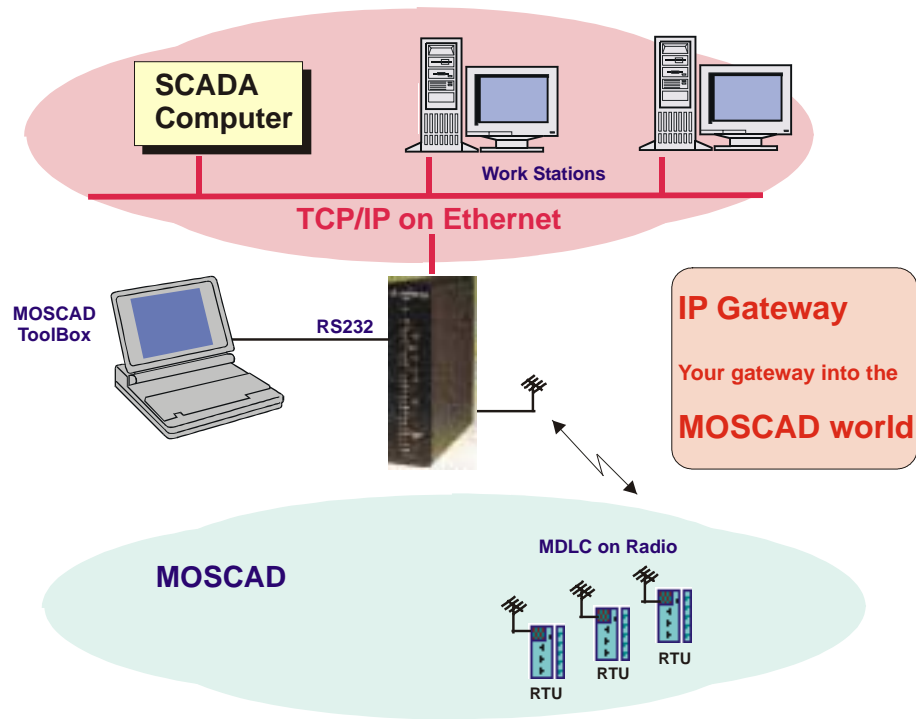 SCADA
Computer
Work Stations
TCP/IP on Ethernet
MOSCAD
ToolBox
RS232
IP Gateway
Your gateway into the
MOSCAD world
MDLC on Radio
MOSCAD
RTU
RTU
RTU